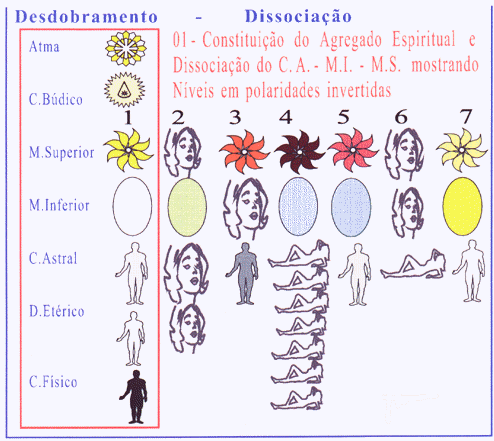 Desdobramento - Dissociação
Atma
01- Constituição do Agregado Espiritual e
Dissociação do C. A. - M.I. - M.S. mostrando
Níveis em polaridades invertidas
C.Búdico
1 2 3 4 5 6 7
M.Superior
M.Inferior
C.Astral
D.Etérico
C.Físico